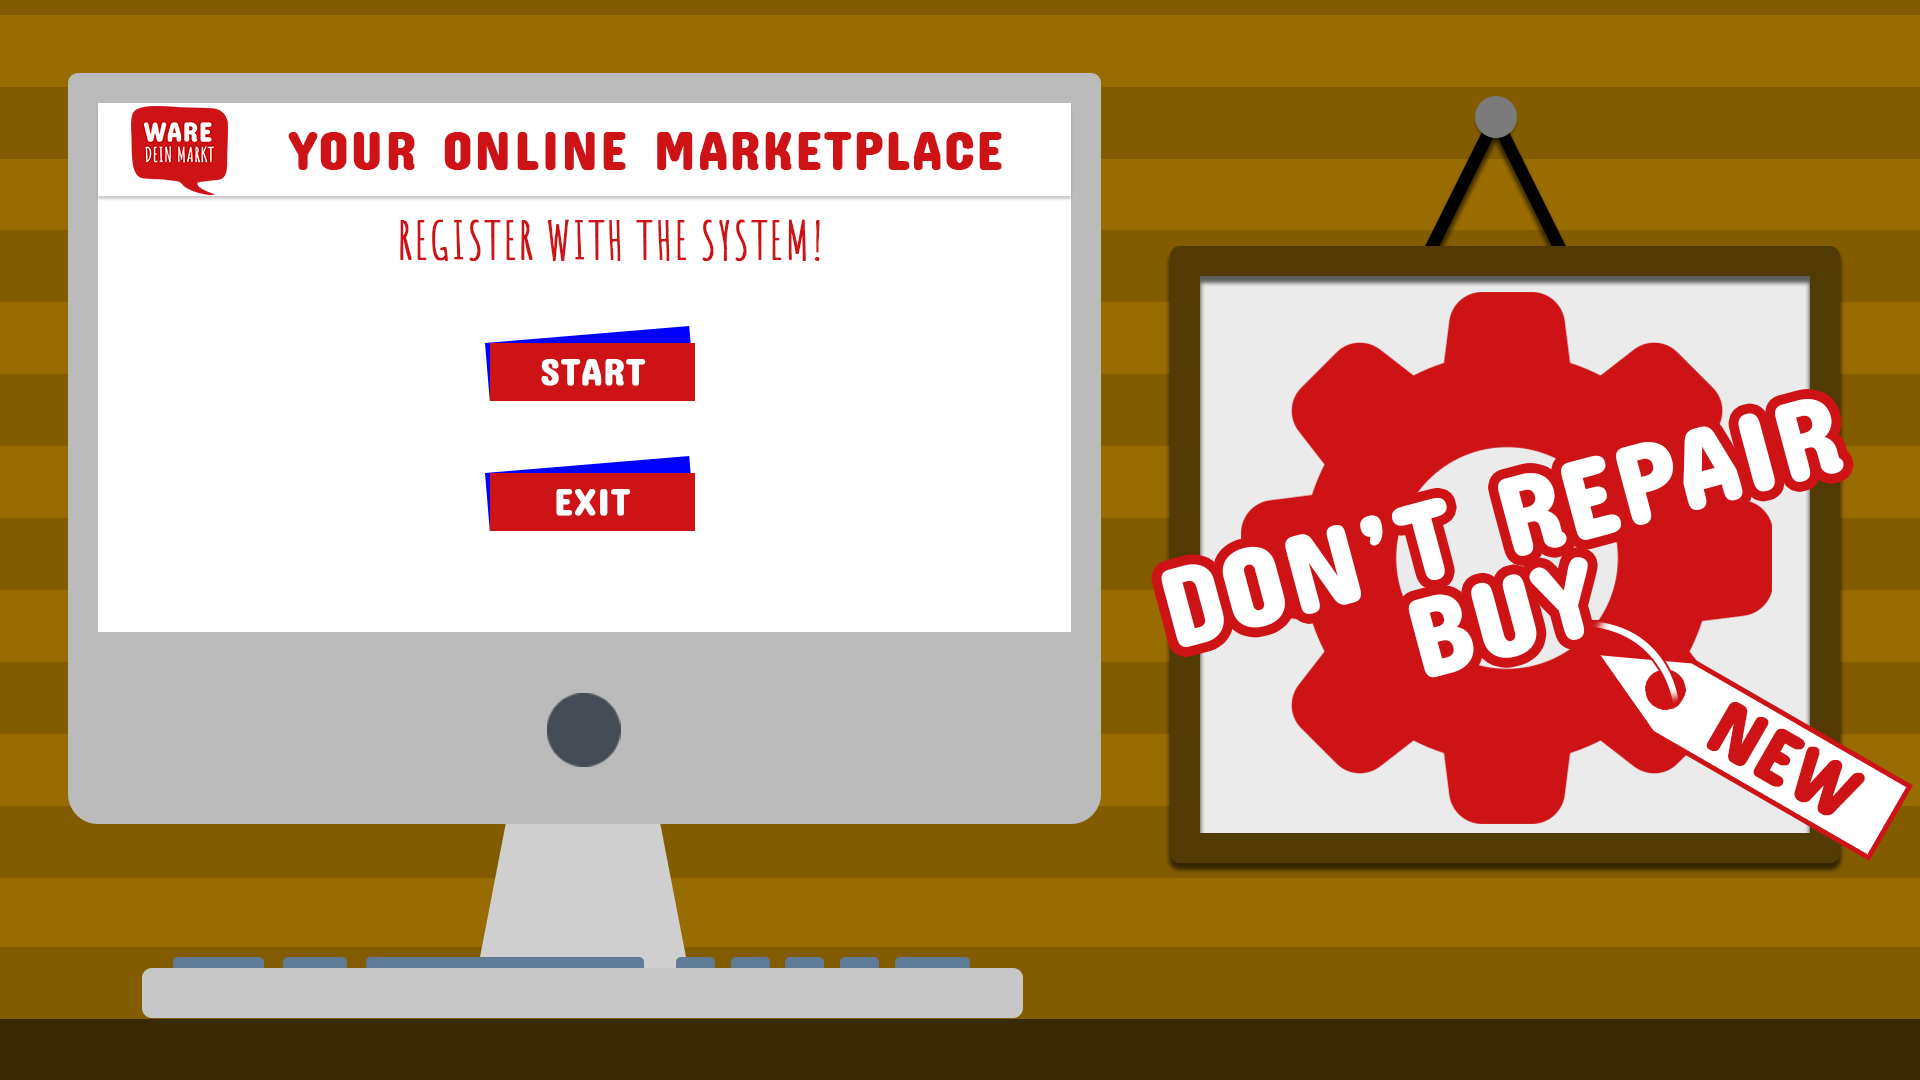 WARE
DEIN MARKT
YOUR ONLINE MARKETPLACE
REGISTER WITH THE SYSTEM!
START
EXIT
DON'T REPAIR
BUY
NEW